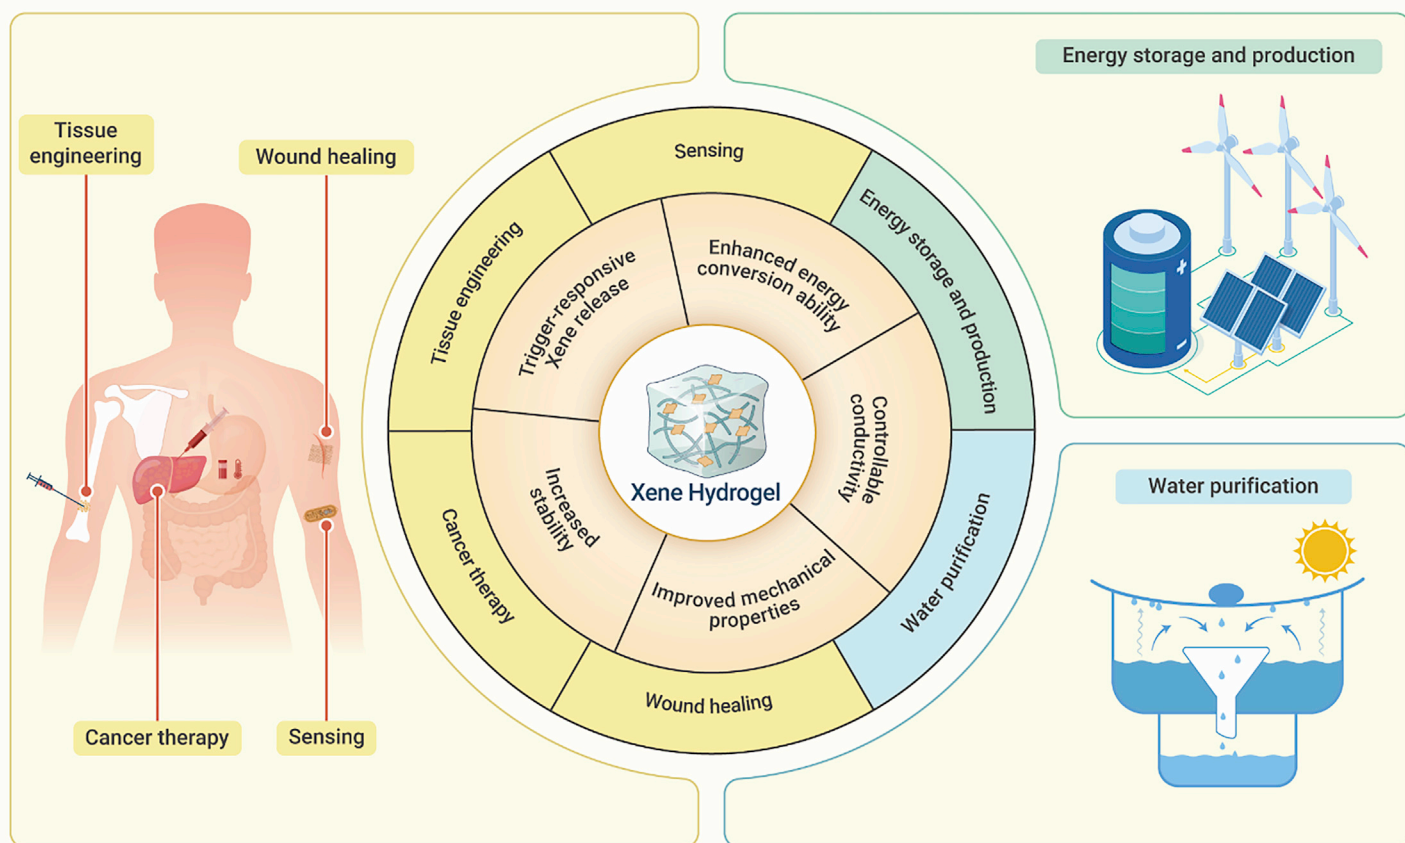 Tissue
engineering
Wound healing
Cancer therapy
Sensing
Sensing
Energy storage and production
Water purification
Wound healing
Cancer therapy
Tissue engineering
Trigger-responsive
Xene release
Enhanced energy
conversion ability
Controllable
conductivity
Improved mechanical
properties
Increased
stability
Xene Hydrogel
Energy storage and production
+
−
Water purification